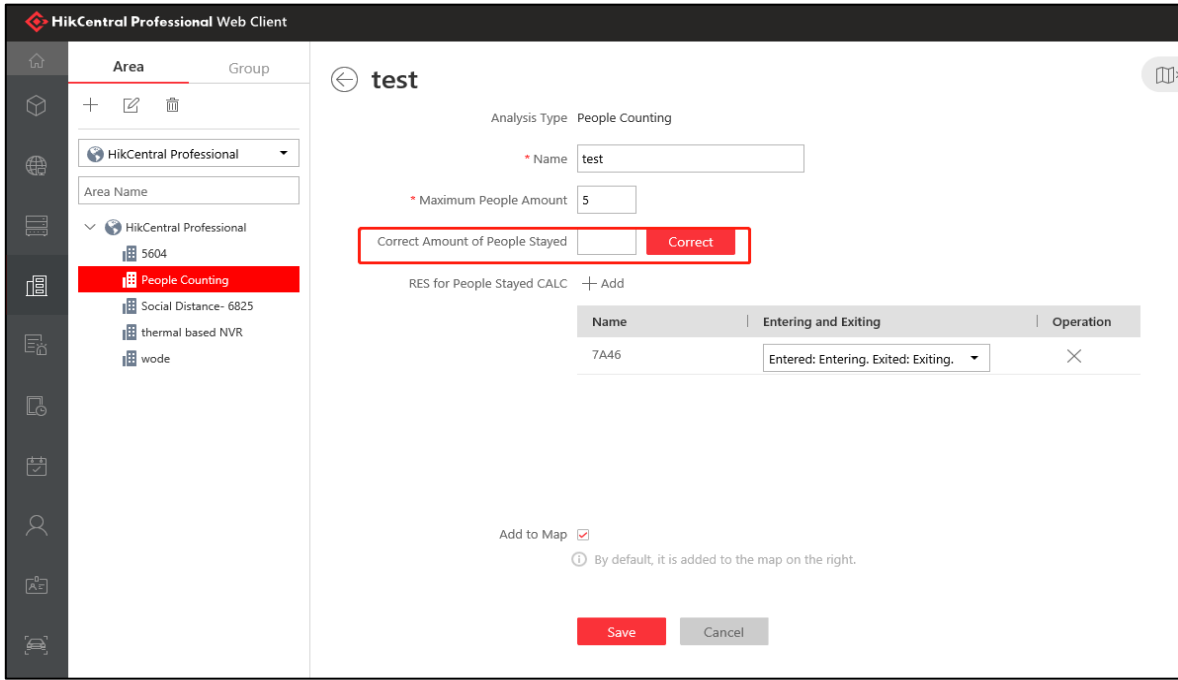 HikCentral Professional Web Client
Area
Group
HikCentral Professional
Area Name
HikCentral Professional
5604
People Counting
Social Distance- 6825
thermal based NVR
wode
test
Analysis Type People Counting
* Name test
* Maximum People Amount 5
Correct Amount of People Stayed Correct
RES for People Stayed CALC Add
Name Entering and Exiting Operation
7A46 Entered: Entering. Exited: Exiting.
Add to Map
By default, it is added to the map on the right.
Save Cancel